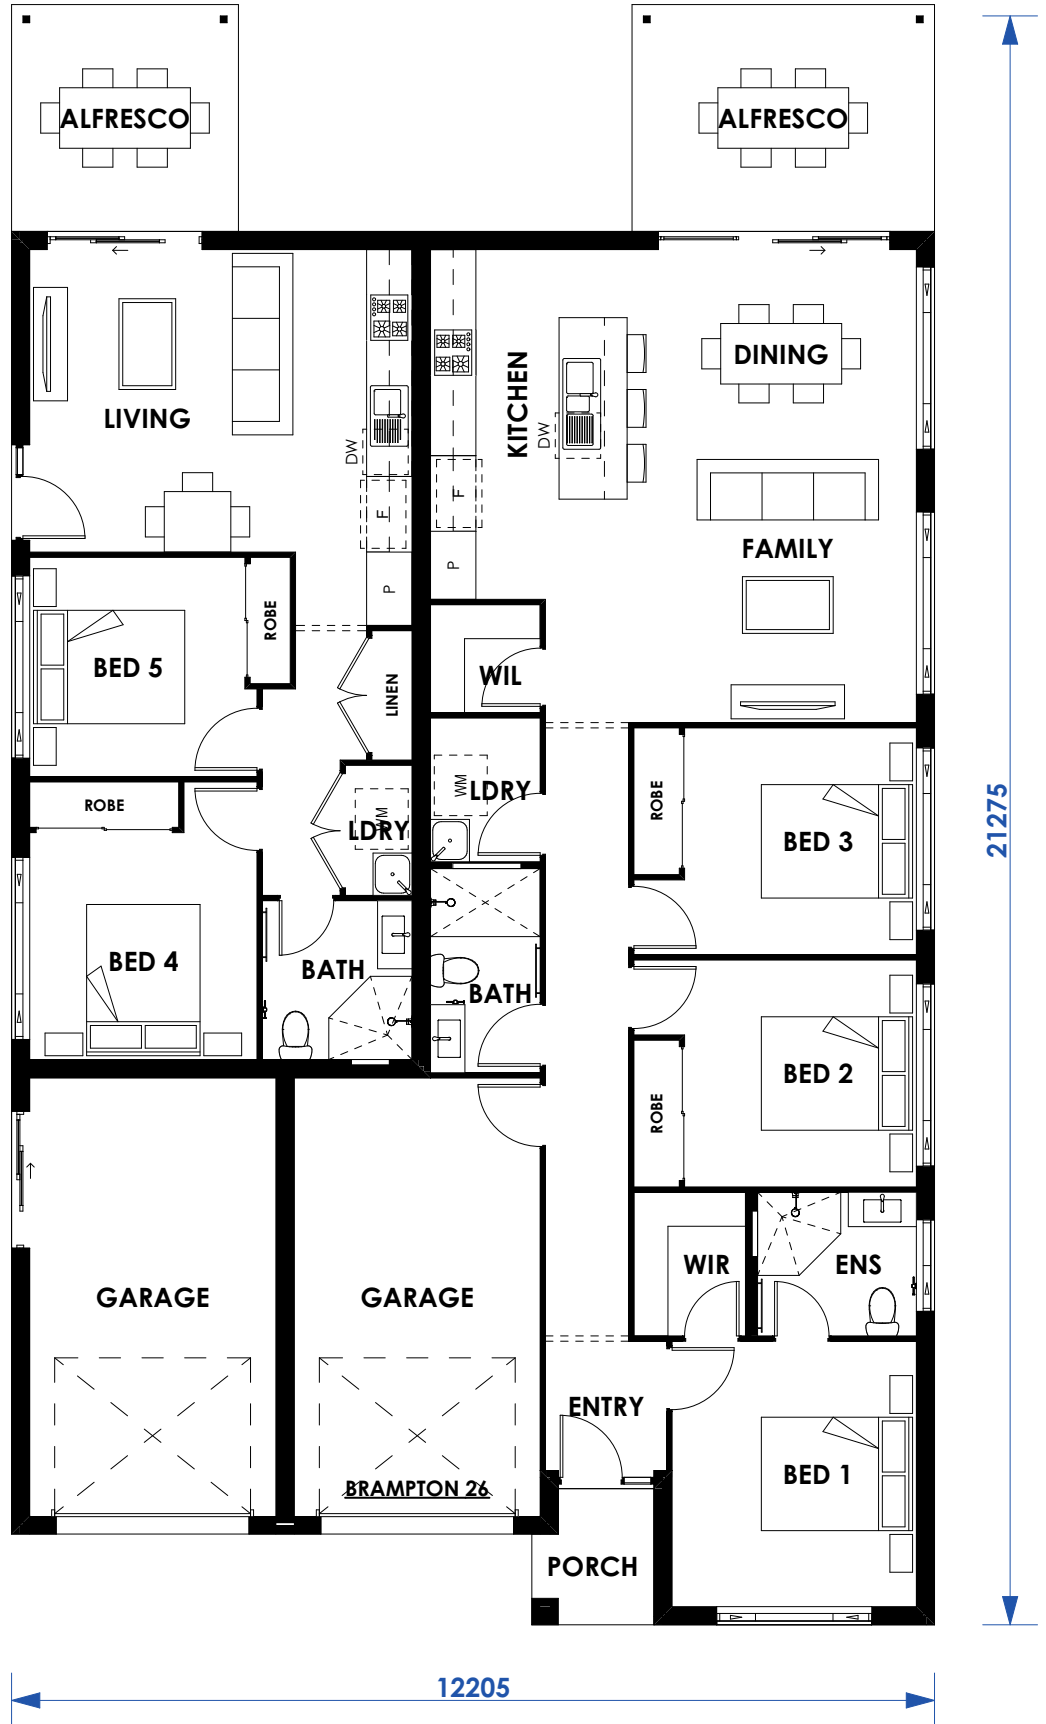 ALFRESCO
ALFRESCO
LIVING
KITCHEN
DINING
DW
DW
FAMILY
F
F
P
P
BED 5
ROBE
LINEN
WIL
ROBE
WM
LDRY
WM
LDRY
ROBE
BED 3
BED 4
BATH
BATH
BED 2
ROBE
WIR
ENS
GARAGE
GARAGE
ENTRY
BED 1
BRAMPTON 26
PORCH
21275
12205